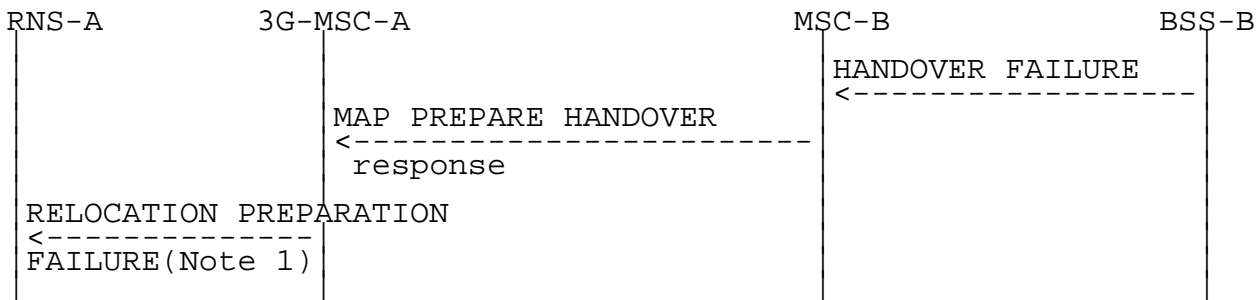 RNS-A 3G-MSC-A MSC-B BSS-B
HANDOVER FAILURE
MAP PREPARE HANDOVER
response
RELOCATION PREPARATION
FAILURE(Note 1)